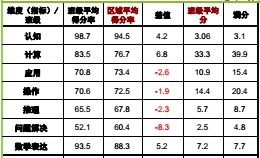 维度（指标）/班级 班级平均得分率 区域平均得分率 差值 班级平均分 满分
认知 98.7 94.5 4.2 3.06 3.1
计算 83.5 76.7 6.8 33.3 39.9
应用 70.8 73.4 -2.6 10.9 15.4
操作 70.6 72.5 -1.9 14.4 20.4
推理 65.5 67.8 -2.3 5.7 8.7
问题解决 52.1 60.4 -8.3 2.5 4.8
数学表达 93.5 88.3 5.2 7.2 7.7